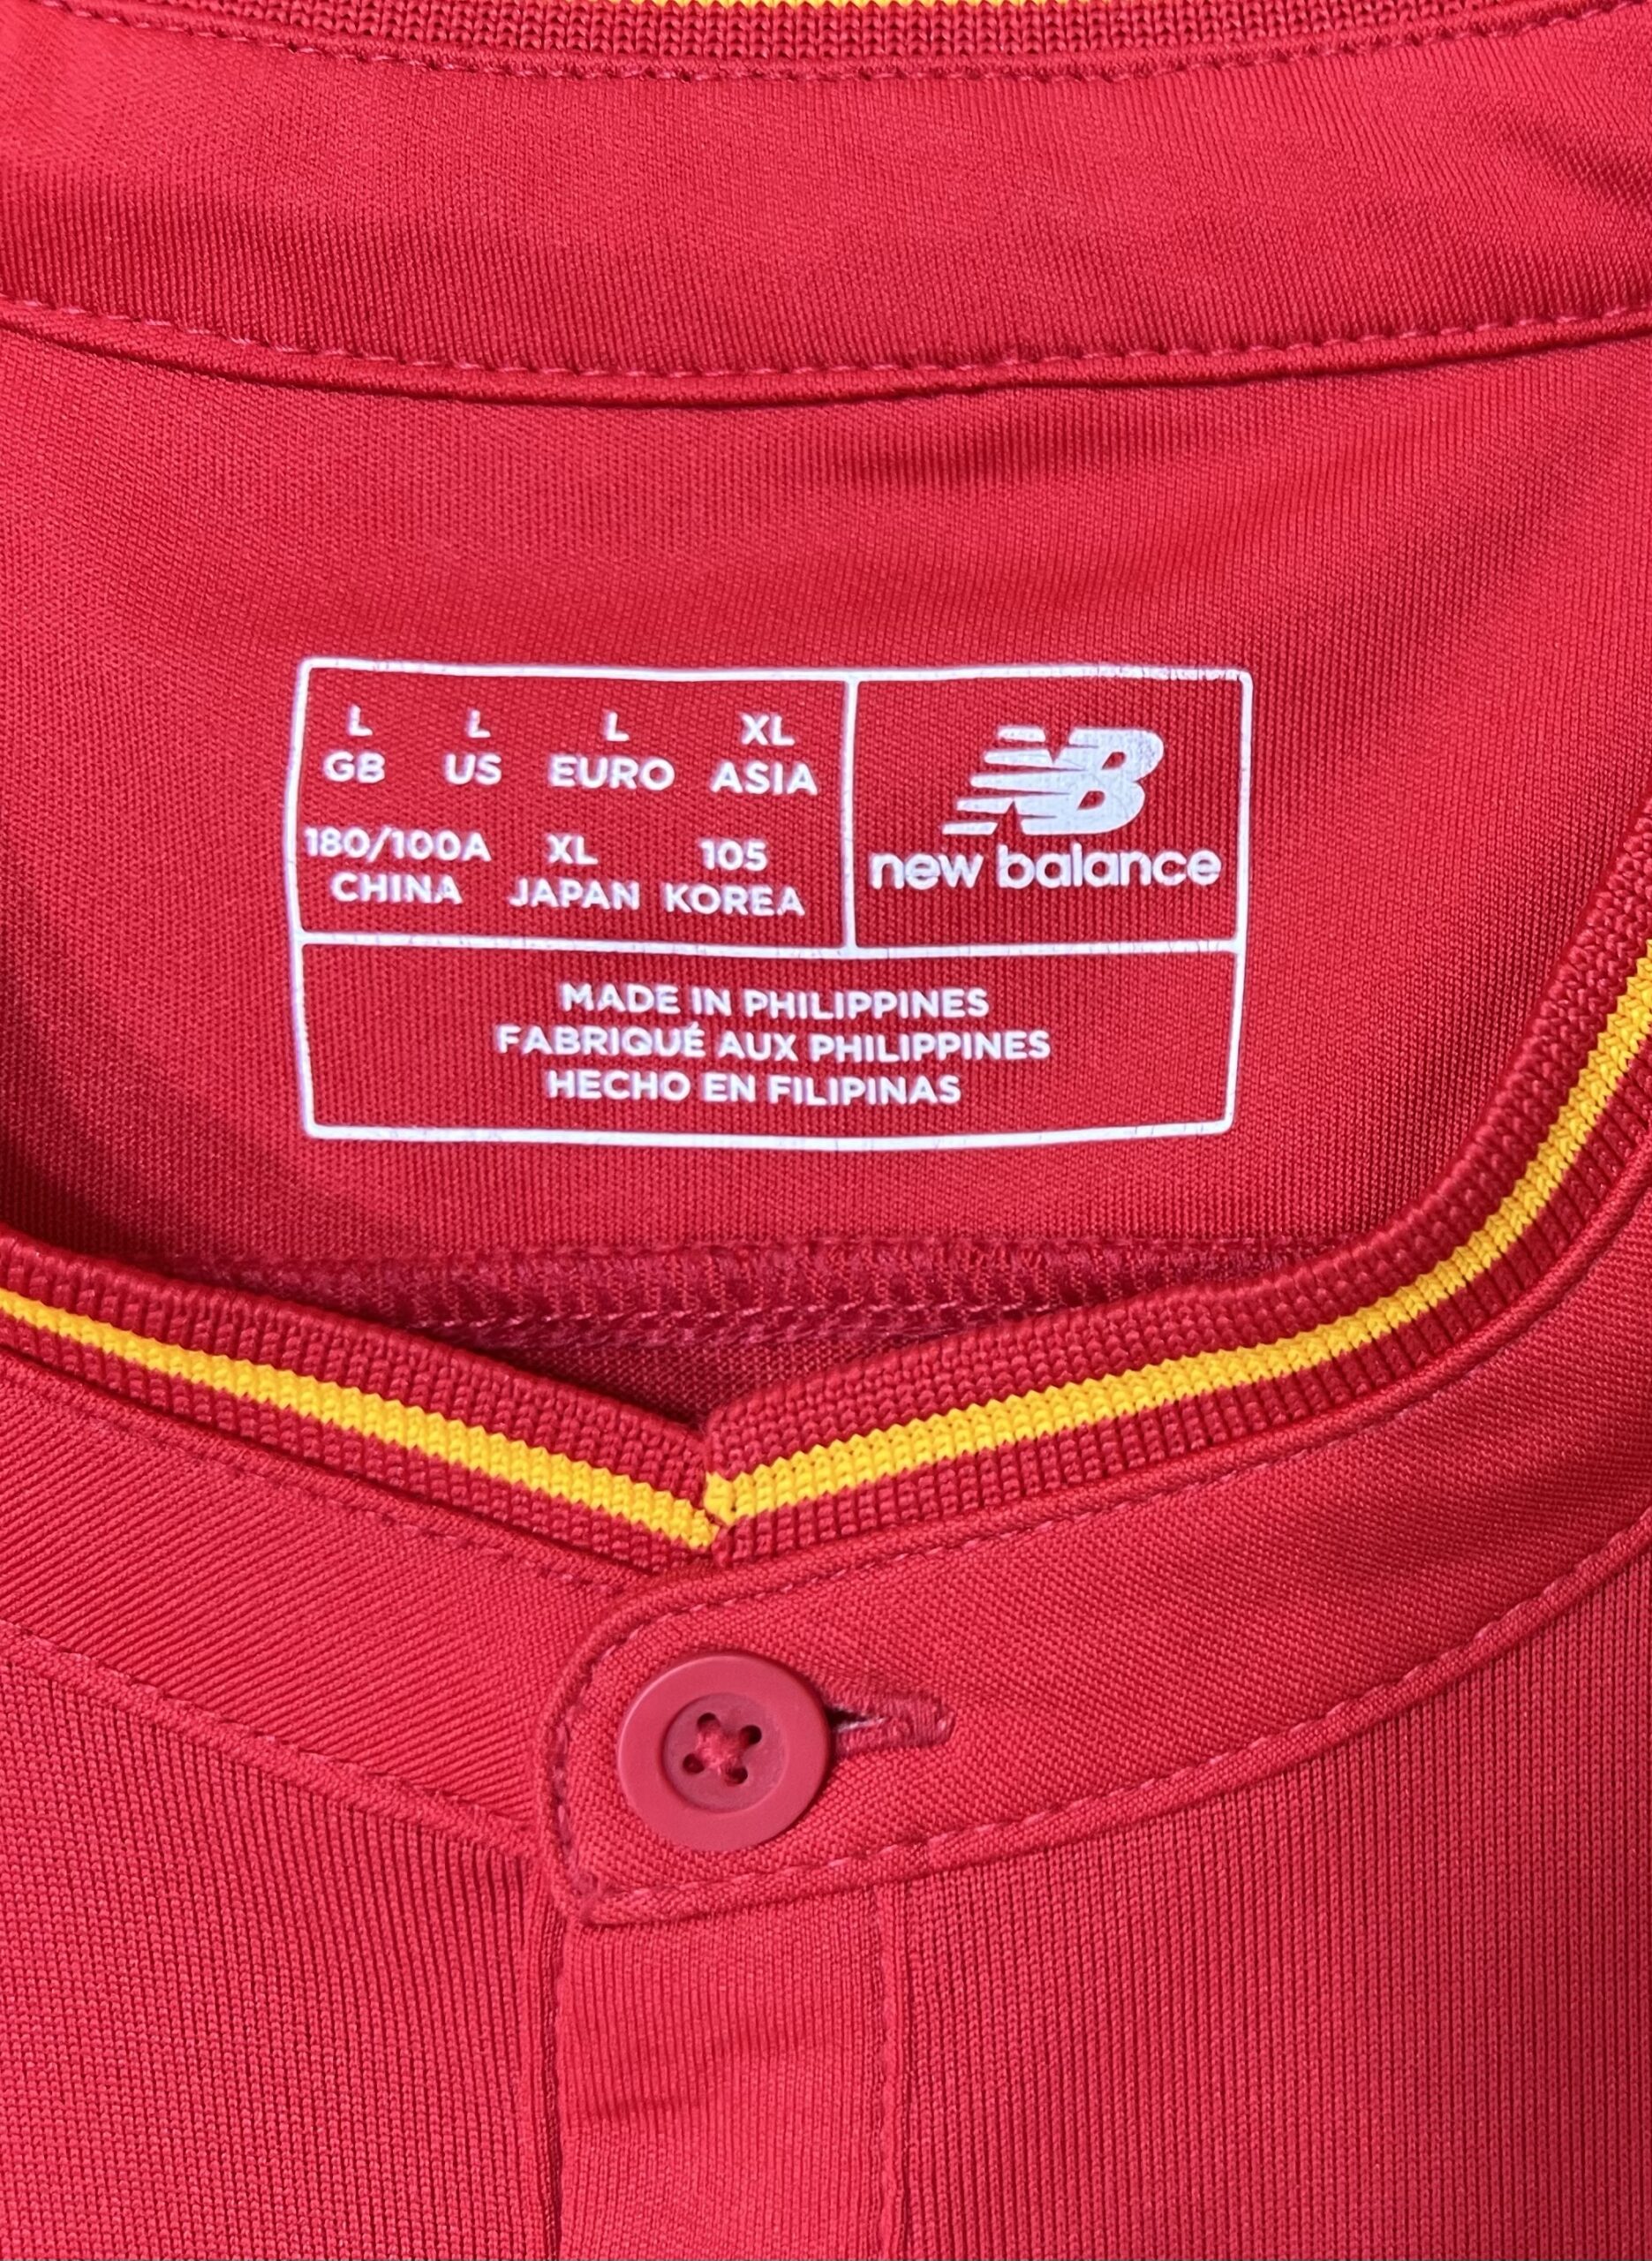 L L L XL
GB US EURO ASIA
180/100A XL 105
CHINA JAPAN KOREA
NB
new balance
MADE IN PHILIPPINES
FABRIQUÉ AUX PHILIPPINES
HECHO EN FILIPINAS